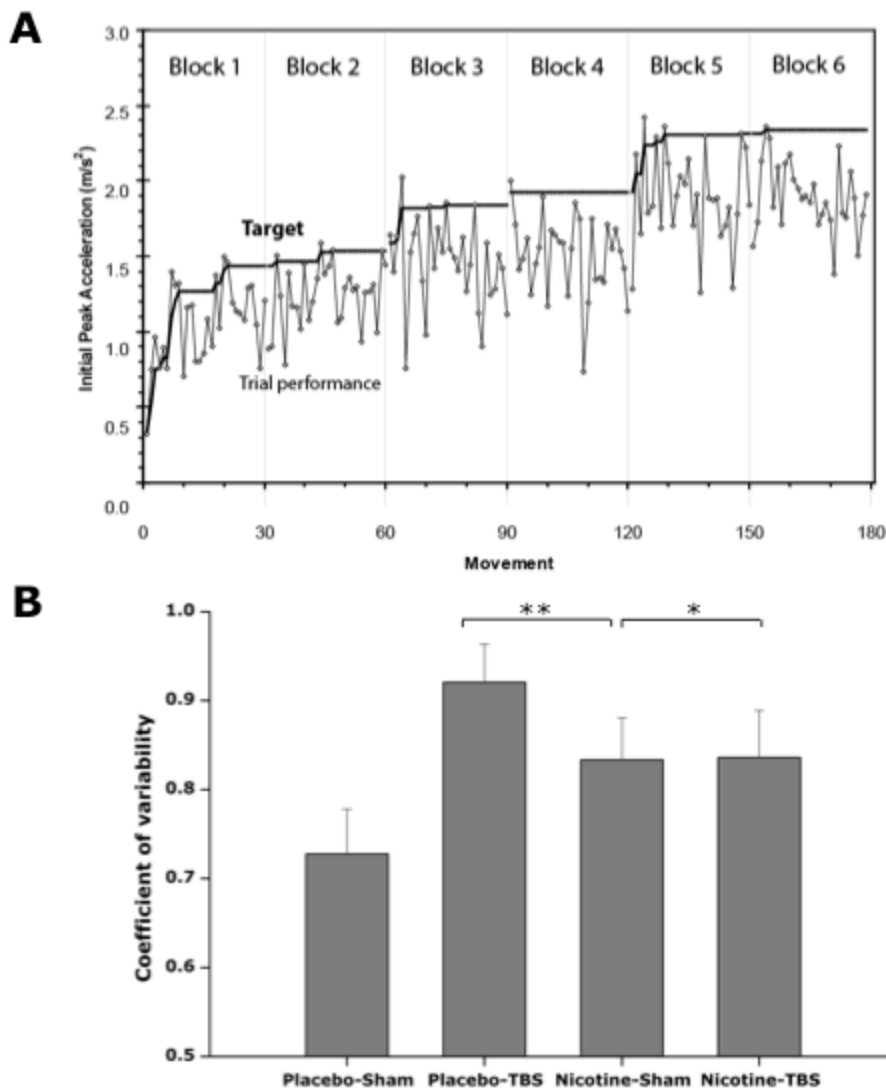 A
Initial Peak Acceleration (m/s²)
3.0
2.5
2.0
1.5
1.0
0.5
0.0
Block 1
Block 2
Block 3
Block 4
Block 5
Block 6
Target
Trial performance
0
30
60
90
120
150
180
Movement
B
Coefficient of variability
1.0
0.9
0.8
0.7
0.6
0.5
**
*
Placebo-Sham
Placebo-TBS
Nicotine-Sham
Nicotine-TBS